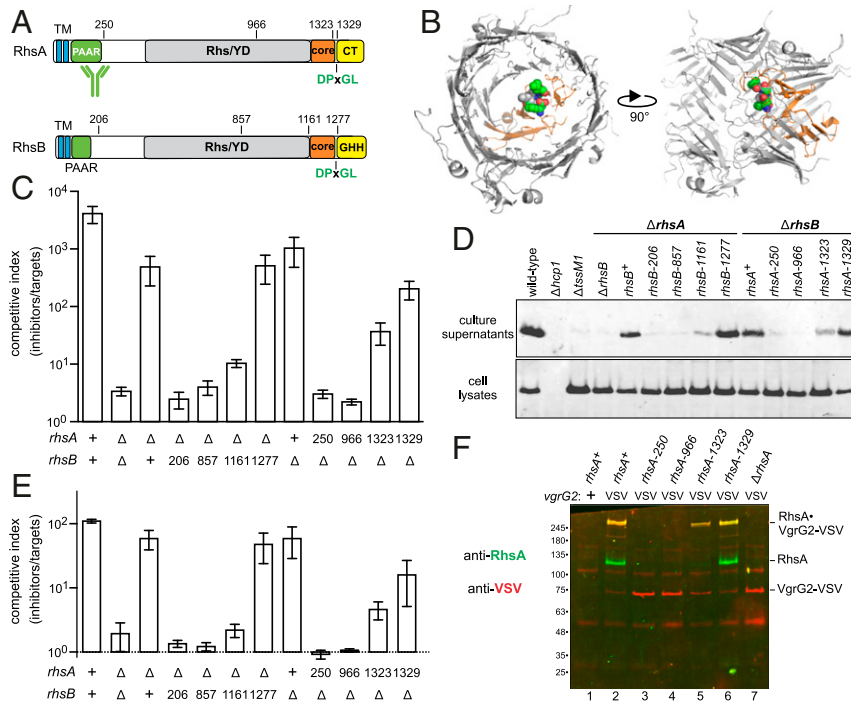 A
TM
250
966
1323
1329
RhsA
PAAR
Rhs/YD
core
CT
DPxGL
TM
206
857
1161
1277
RhsB
Rhs/YD
core
GHH
PAAR
DPxGL
B
90°
C
competitive index
(inhibitors/targets)
10⁴
10³
10²
10¹
10⁰
rhsA + Δ Δ Δ Δ Δ Δ + 250 966 1323 1329
rhsB + Δ + 206 857 1161 1277 Δ Δ Δ Δ Δ
D
ΔrhsA
ΔrhsB
wild-type
Δhcp1
ΔtssM1
ΔrhsB
rhsB⁺
rhsB-206
rhsB-857
rhsB-1161
rhsB-1277
rhsA⁺
rhsA-250
rhsA-966
rhsA-1323
rhsA-1329
culture
supernatants
cell
lysates
E
competitive index
(inhibitors/targets)
10²
10¹
10⁰
rhsA + Δ Δ Δ Δ Δ Δ + 250 966 1323 1329
rhsB + Δ + 206 857 1161 1277 Δ Δ Δ Δ Δ
F
rhsA⁺
rhsA⁺
rhsA-250
rhsA-966
rhsA-1323
rhsA-1329
ΔrhsA
vgrG2: + VSV VSV VSV VSV VSV VSV
anti-RhsA
anti-VSV
245
180
135
100
75
63
48
35
25
RhsA•
VgrG2-VSV
RhsA
VgrG2-VSV
1 2 3 4 5 6 7